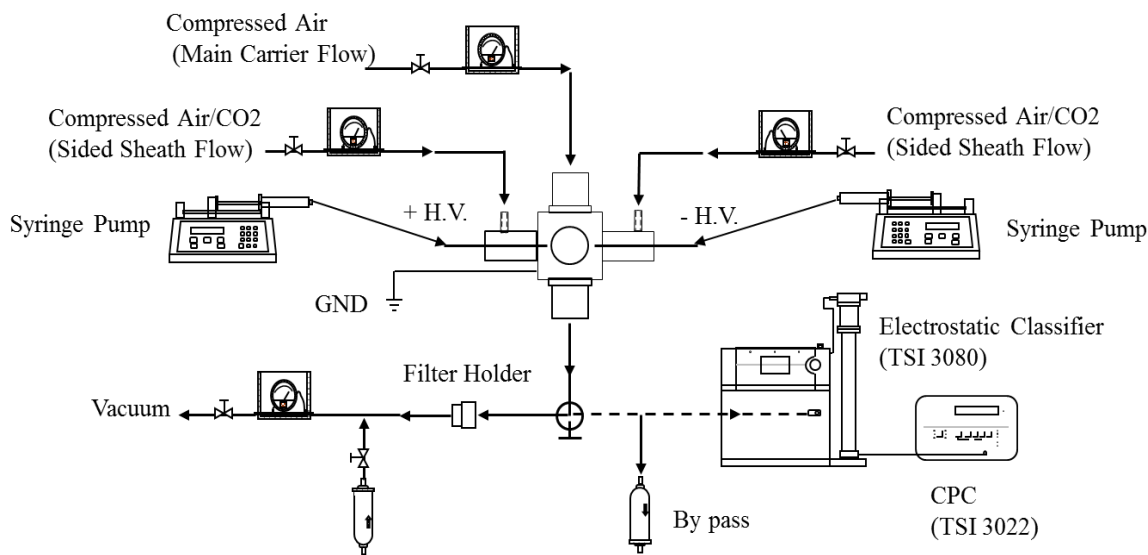 Compressed Air
(Main Carrier Flow)
Compressed Air/CO2
(Sided Sheath Flow)
Compressed Air/CO2
(Sided Sheath Flow)
Syringe Pump
+ H.V.
- H.V.
Syringe Pump
GND
Electrostatic Classifier
(TSI 3080)
Filter Holder
Vacuum
By pass
CPC
(TSI 3022)